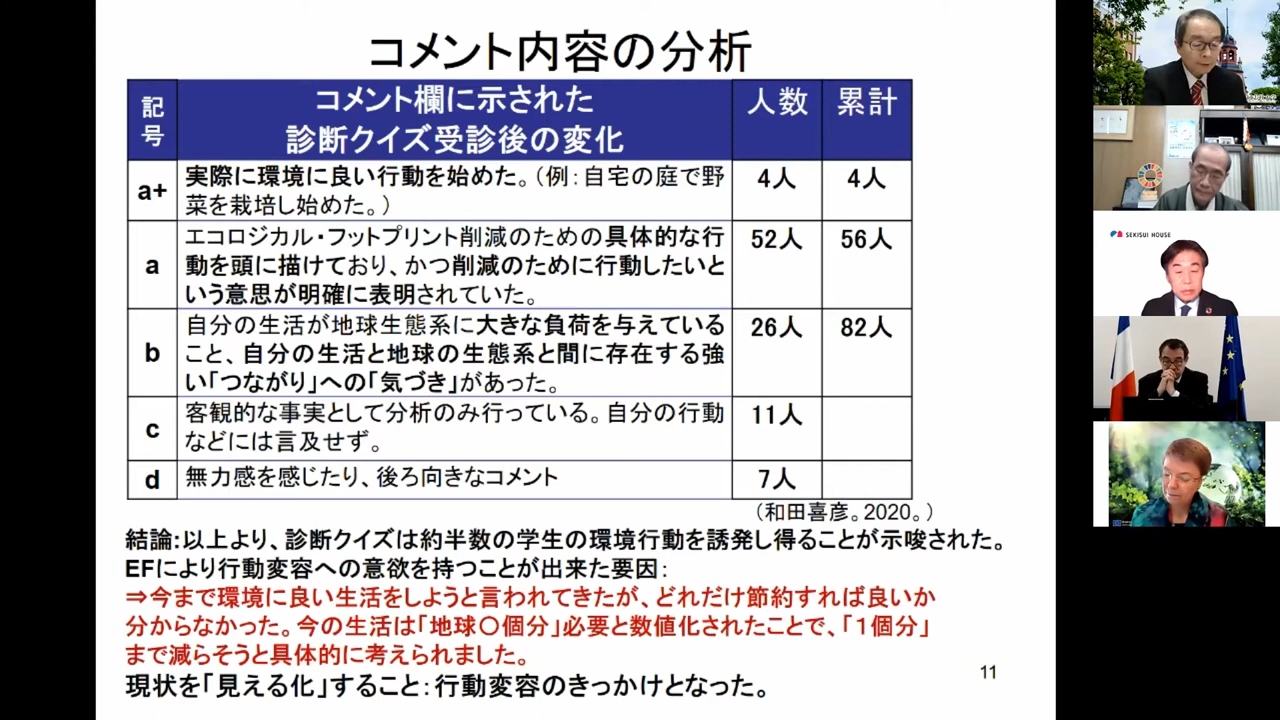 コメント内容の分析
記号
コメント欄に示された
診断クイズ受診後の変化
人数
累計
a+
実際に環境に良い行動を始めた。（例：自宅の庭で野
菜を栽培し始めた。）
4人
4人
a
エコロジカル・フットプリント削減のための具体的な行
動を頭に描けており、かつ削減のために行動したいと
いう意思が明確に表明されていた。
52人
56人
b
自分の生活が地球生態系に大きな負荷を与えている
こと、自分の生活と地球の生態系と間に存在する強
い「つながり」への「気づき」があった。
26人
82人
c
客観的な事実として分析のみ行っている。自分の行動
などには言及せず。
11人
d
無力感を感じたり、後ろ向きなコメント
7人
（和田喜彦。2020。）
結論:以上より、診断クイズは約半数の学生の環境行動を誘発し得ることが示唆された。
EFにより行動変容への意欲を持つことが出来た要因：
⇒今まで環境に良い生活をしようと言われてきたが、どれだけ節約すれば良いか
分からなかった。今の生活は「地球〇個分」必要と数値化されたことで、「１個分」
まで減らそうと具体的に考えられました。
現状を「見える化」すること：行動変容のきっかけとなった。
11
SEKISUI HOUSE